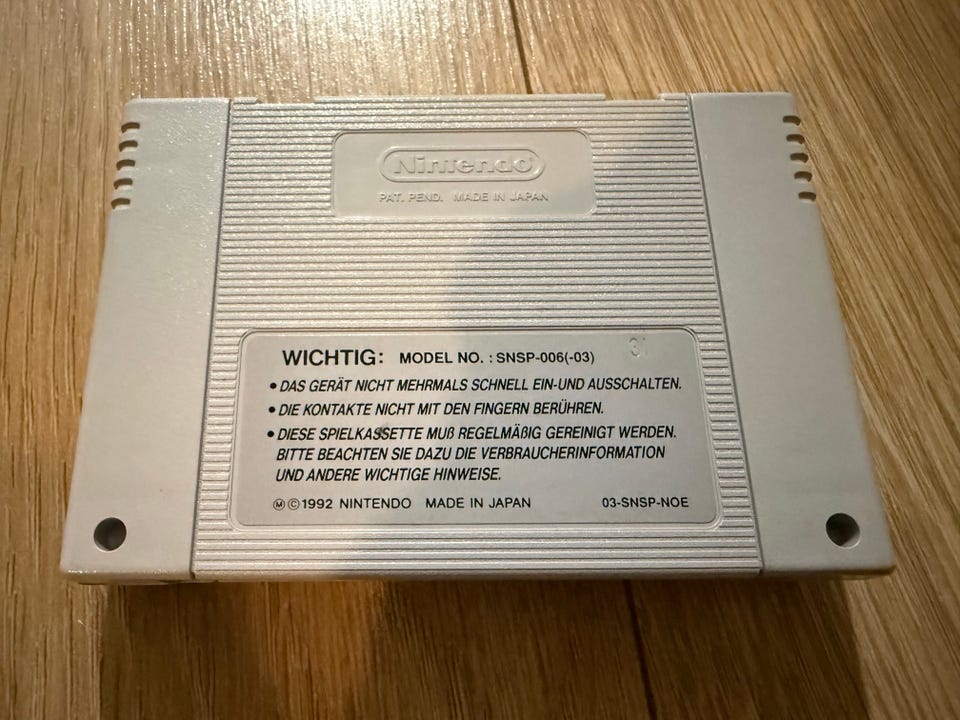 Nintendo
PAT. PEND. MADE IN JAPAN
WICHTIG: MODEL NO. : SNSP-006(-03)
31
• DAS GERÄT NICHT MEHRMALS SCHNELL EIN-UND AUSSCHALTEN.
• DIE KONTAKTE NICHT MIT DEN FINGERN BERÜHREN.
• DIESE SPIELKASSETTE MUß REGELMÄßIG GEREINIGT WERDEN.
BITTE BEACHTEN SIE DAZU DIE VERBRAUCHERINFORMATION
UND ANDERE WICHTIGE HINWEISE.
Ⓜ©1992 NINTENDO MADE IN JAPAN 03-SNSP-NOE